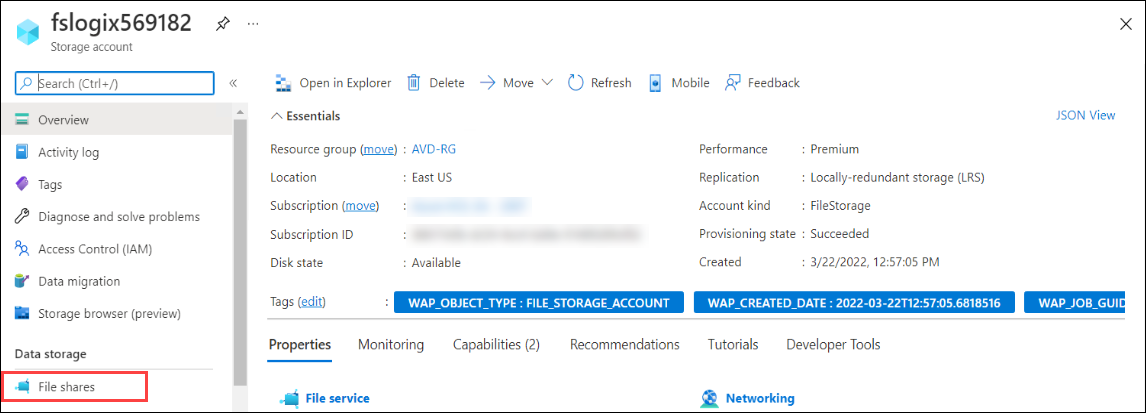 fslogix569182 ...
Storage account
Search (Ctrl+/)
«
Overview
Activity log
Tags
Diagnose and solve problems
Access Control (IAM)
Data migration
Storage browser (preview)
Data storage
File shares
Open in Explorer Delete Move Refresh Mobile Feedback
Essentials JSON View
Resource group (move) : AVD-RG
Location : East US
Subscription (move) :
Subscription ID :
Disk state : Available
Performance : Premium
Replication : Locally-redundant storage (LRS)
Account kind : FileStorage
Provisioning state : Succeeded
Created : 3/22/2022, 12:57:05 PM
Tags (edit) : WAP_OBJECT_TYPE : FILE_STORAGE_ACCOUNT WAP_CREATED_DATE : 2022-03-22T12:57:05.6818516 WAP_JOB_GUID
Properties Monitoring Capabilities (2) Recommendations Tutorials Developer Tools
File service Networking